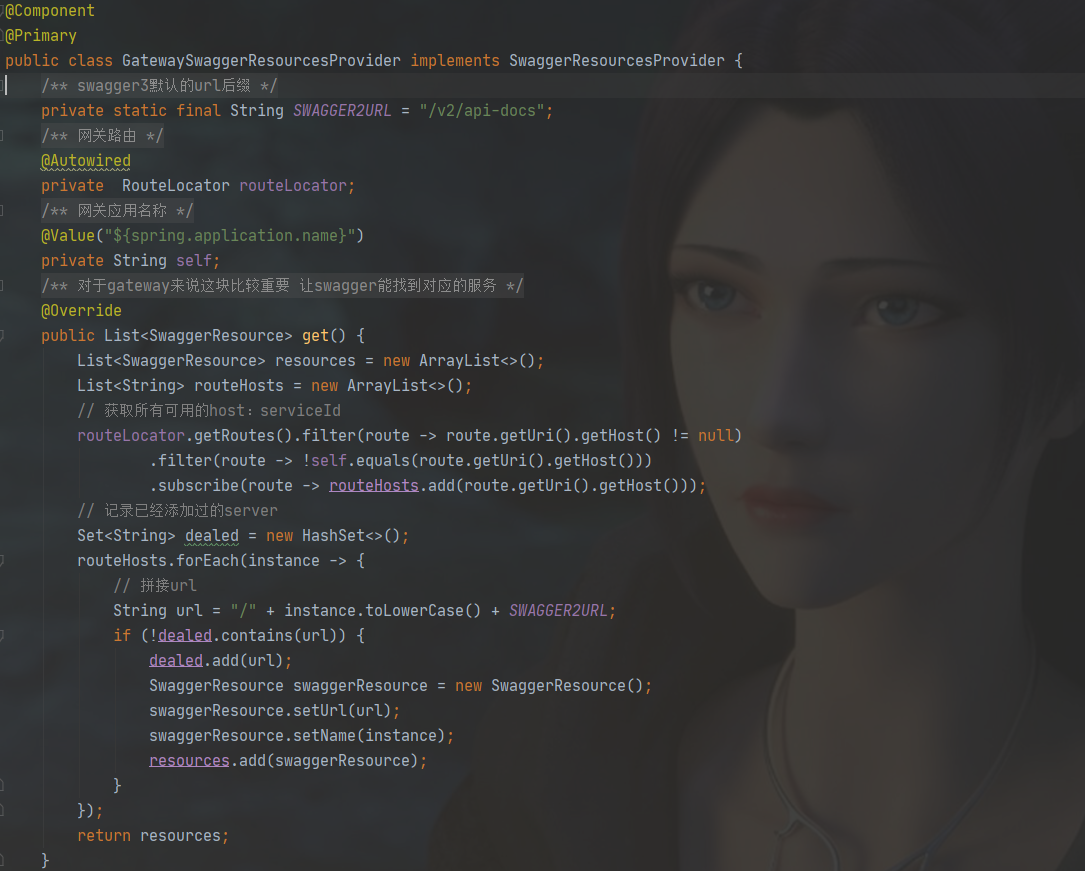 @Component
@Primary
public class GatewaySwaggerResourcesProvider implements SwaggerResourcesProvider {
    /** swagger3默认的url后缀 */
    private static final String SWAGGER2URL = "/v2/api-docs";
    /** 网关路由 */
    @Autowired
    private  RouteLocator routeLocator;
    /** 网关应用名称 */
    @Value("${spring.application.name}")
    private String self;
    /** 对于gateway来说这块比较重要 让swagger能找到对应的服务 */
    @Override
    public List<SwaggerResource> get() {
        List<SwaggerResource> resources = new ArrayList<>();
        List<String> routeHosts = new ArrayList<>();
        // 获取所有可用的host：serviceId
        routeLocator.getRoutes().filter(route -> route.getUri().getHost() != null)
                .filter(route -> !self.equals(route.getUri().getHost()))
                .subscribe(route -> routeHosts.add(route.getUri().getHost()));
        // 记录已经添加过的server
        Set<String> dealed = new HashSet<>();
        routeHosts.forEach(instance -> {
            // 拼接url
            String url = "/" + instance.toLowerCase() + SWAGGER2URL;
            if (!dealed.contains(url)) {
                dealed.add(url);
                SwaggerResource swaggerResource = new SwaggerResource();
                swaggerResource.setUrl(url);
                swaggerResource.setName(instance);
                resources.add(swaggerResource);
            }
        });
        return resources;
    }